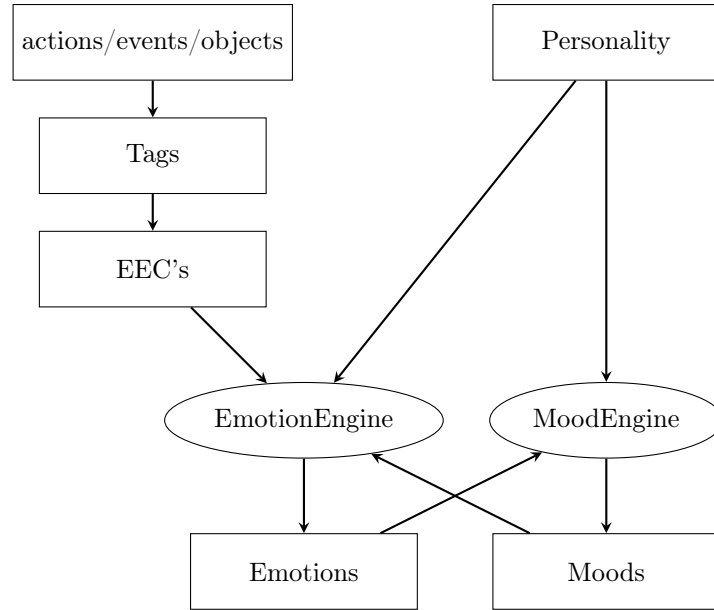 actions/events/objects
Personality
Tags
EEC's
EmotionEngine
MoodEngine
Emotions
Moods